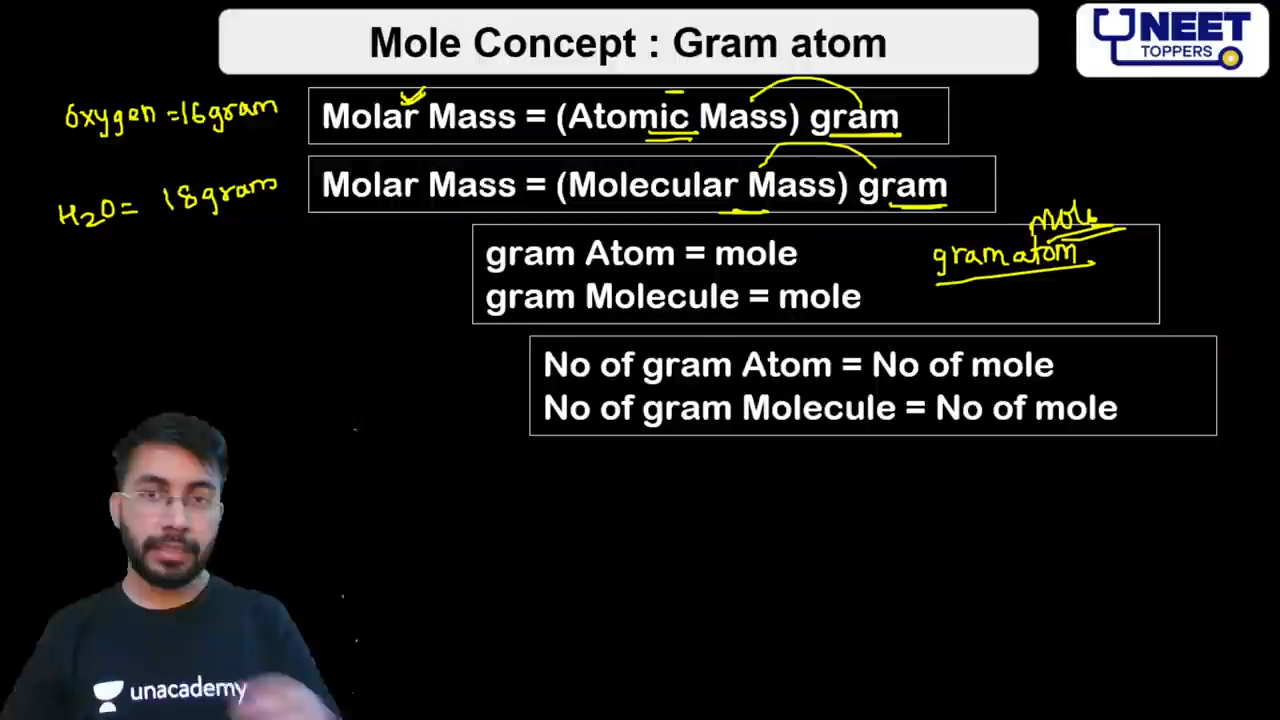 Mole Concept : Gram atom
NEET
TOPPERS
oxygen = 16 gram
Molar Mass = (Atomic Mass) gram
H2O = 18 gram
Molar Mass = (Molecular Mass) gram
mole
gram atom
gram Atom = mole
gram Molecule = mole
No of gram Atom = No of mole
No of gram Molecule = No of mole
unacademy